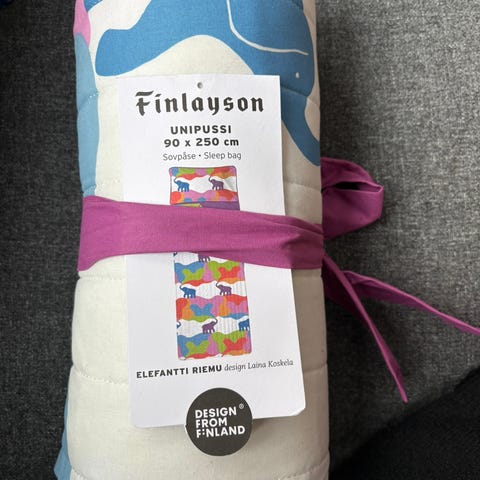 Finlayson
UNIPUSSI
90 x 250 cm
Sovpåse • Sleep bag
ELEFANTTI RIEMU design Laina Koskela
DESIGN ®
FROM
FINLAND